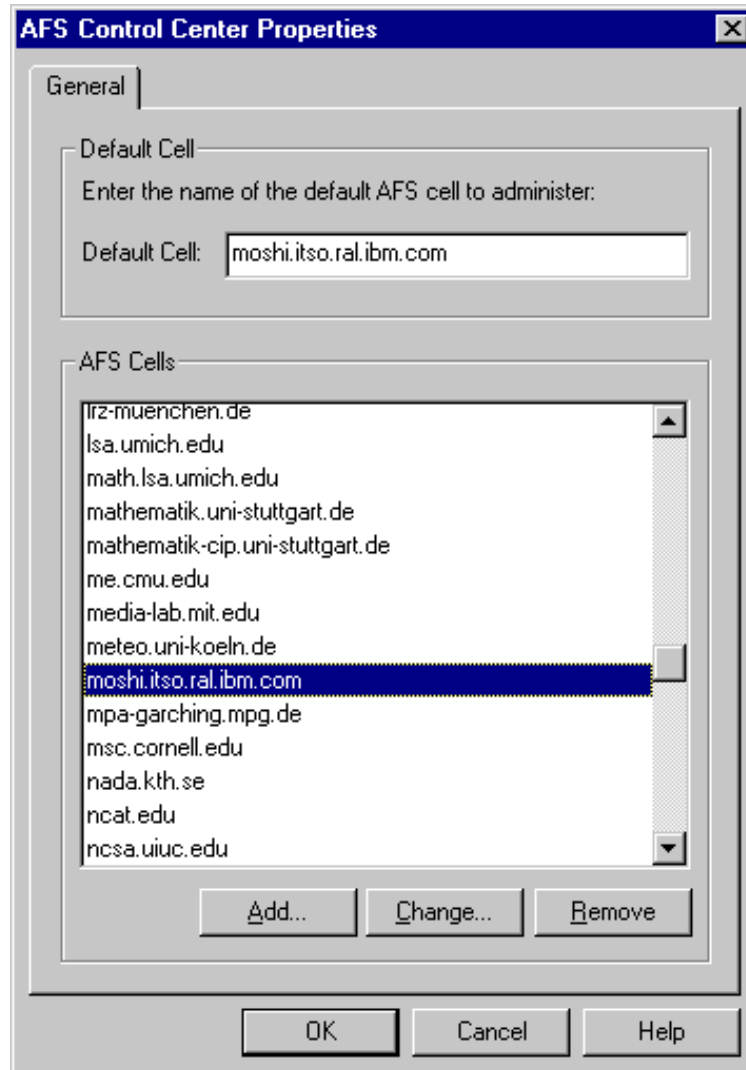 AFS Control Center Properties
General
Default Cell
Enter the name of the default AFS cell to administer:
Default Cell: moshi.itso.ral.ibm.com
AFS Cells
lrz-muenchen.de
lsa.umich.edu
math.lsa.umich.edu
mathematik.uni-stuttgart.de
mathematik-cip.uni-stuttgart.de
me.cmu.edu
media-lab.mit.edu
meteo.uni-koeln.de
moshi.itso.ral.ibm.com
mpa-garching.mpg.de
msc.cornell.edu
nada.kth.se
ncat.edu
ncsa.uiuc.edu
Add... Change... Remove
OK Cancel Help